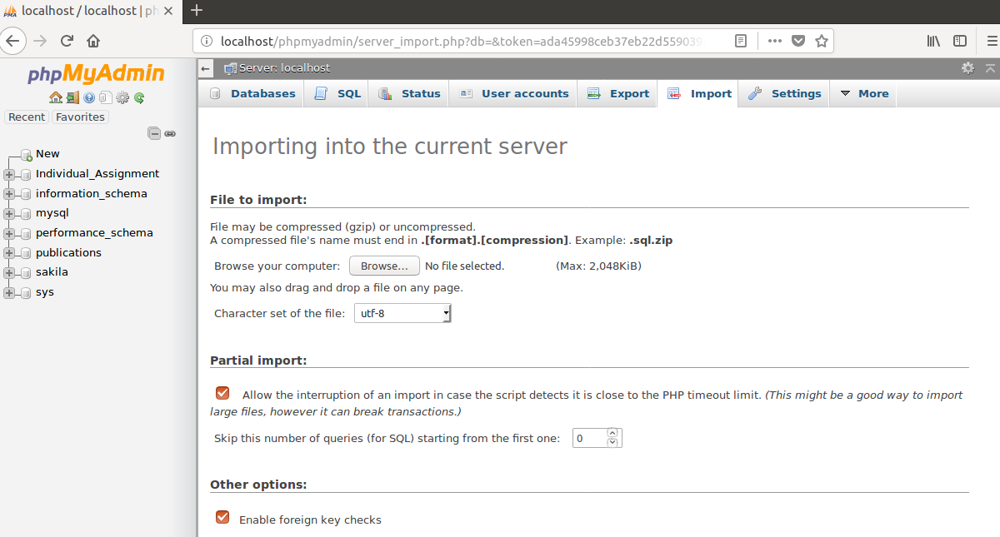 localhost / localhost | ph
localhost/phpmyadmin/server_import.php?db=&token=ada45998ceb37eb22d559039
phpMyAdmin
Recent
Favorites
New
Individual_Assignment
information_schema
mysql
performance_schema
publications
sakila
sys
Server: localhost
Databases
SQL
Status
User accounts
Export
Import
Settings
More
Importing into the current server
File to import:
File may be compressed (gzip) or uncompressed.
A compressed file's name must end in .[format].[compression]. Example: .sql.zip
Browse your computer: Browse... No file selected. (Max: 2,048KiB)
You may also drag and drop a file on any page.
Character set of the file: utf-8
Partial import:
Allow the interruption of an import in case the script detects it is close to the PHP timeout limit. (This might be a good way to import
large files, however it can break transactions.)
Skip this number of queries (for SQL) starting from the first one: 0
Other options:
Enable foreign key checks